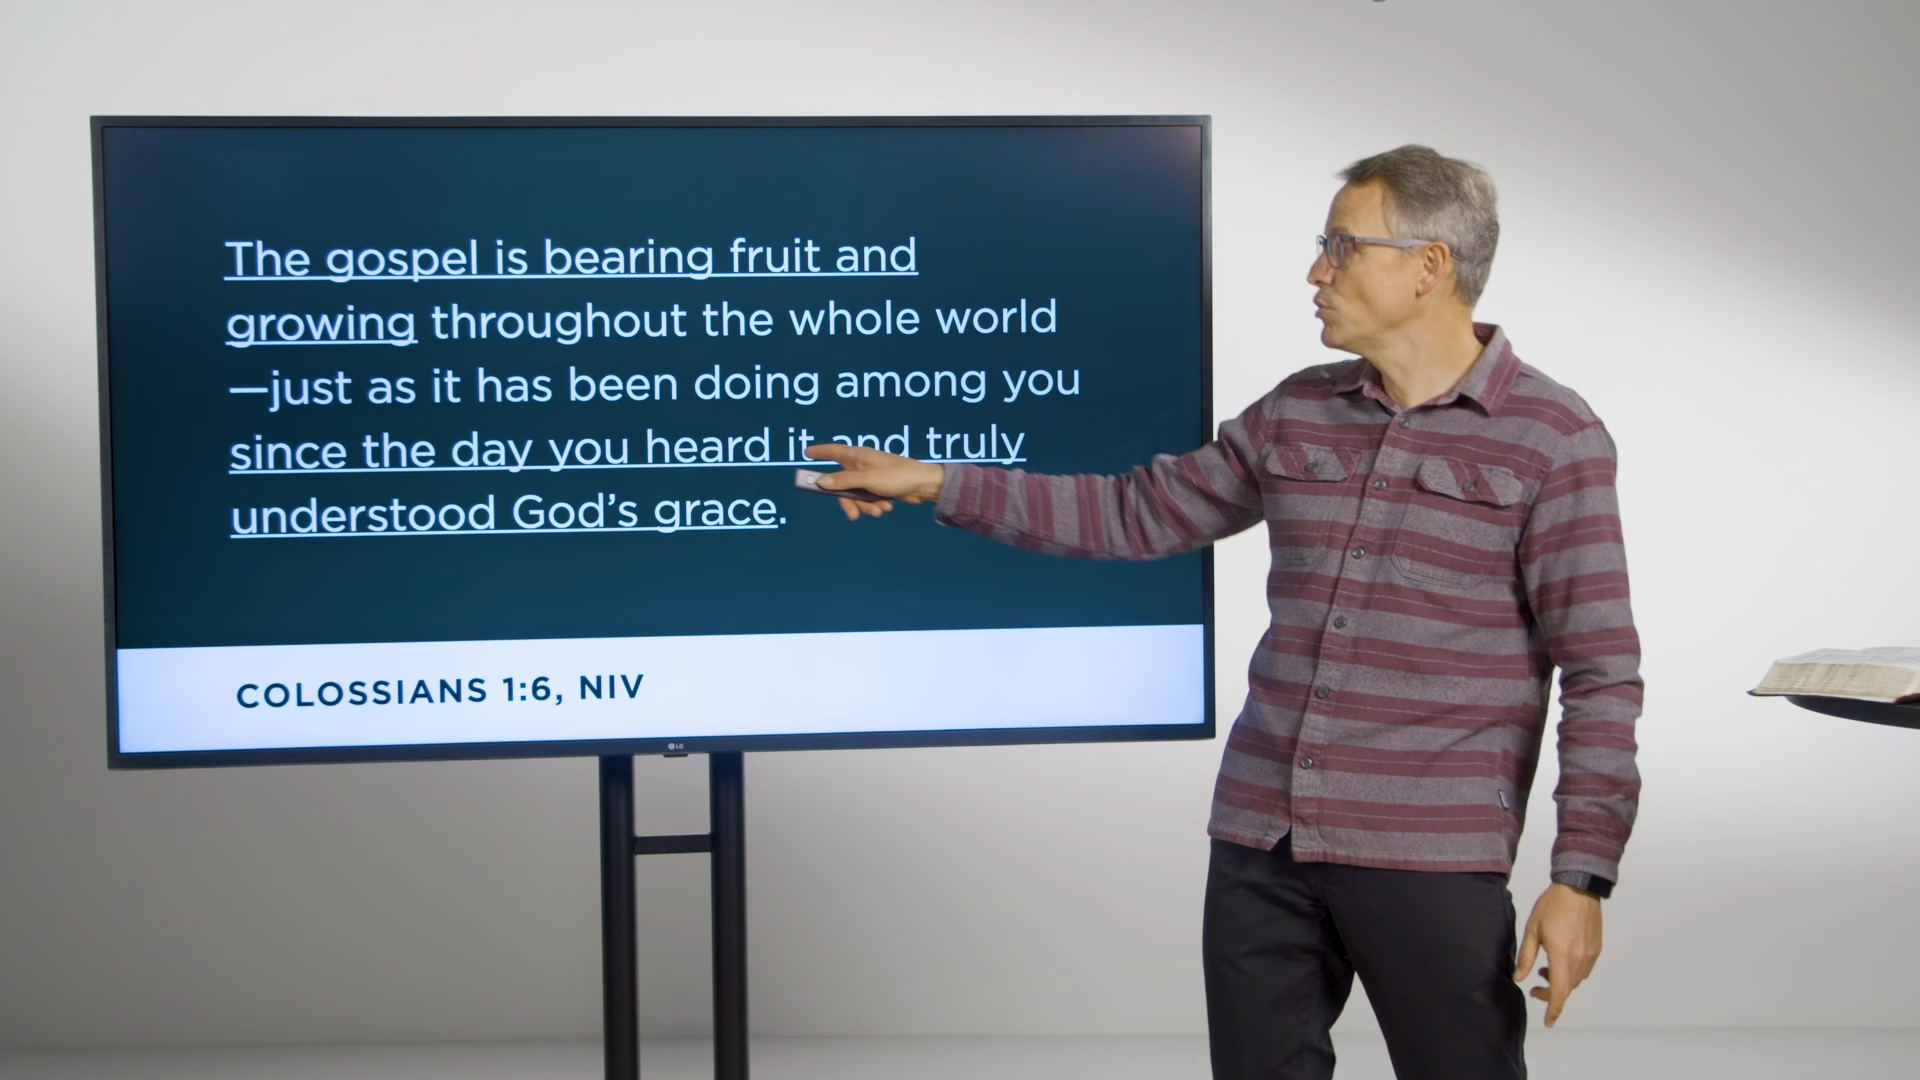 The gospel is bearing fruit and
growing throughout the whole world
—just as it has been doing among you
since the day you heard it and truly
understood God’s grace.
COLOSSIANS 1:6, NIV
LG